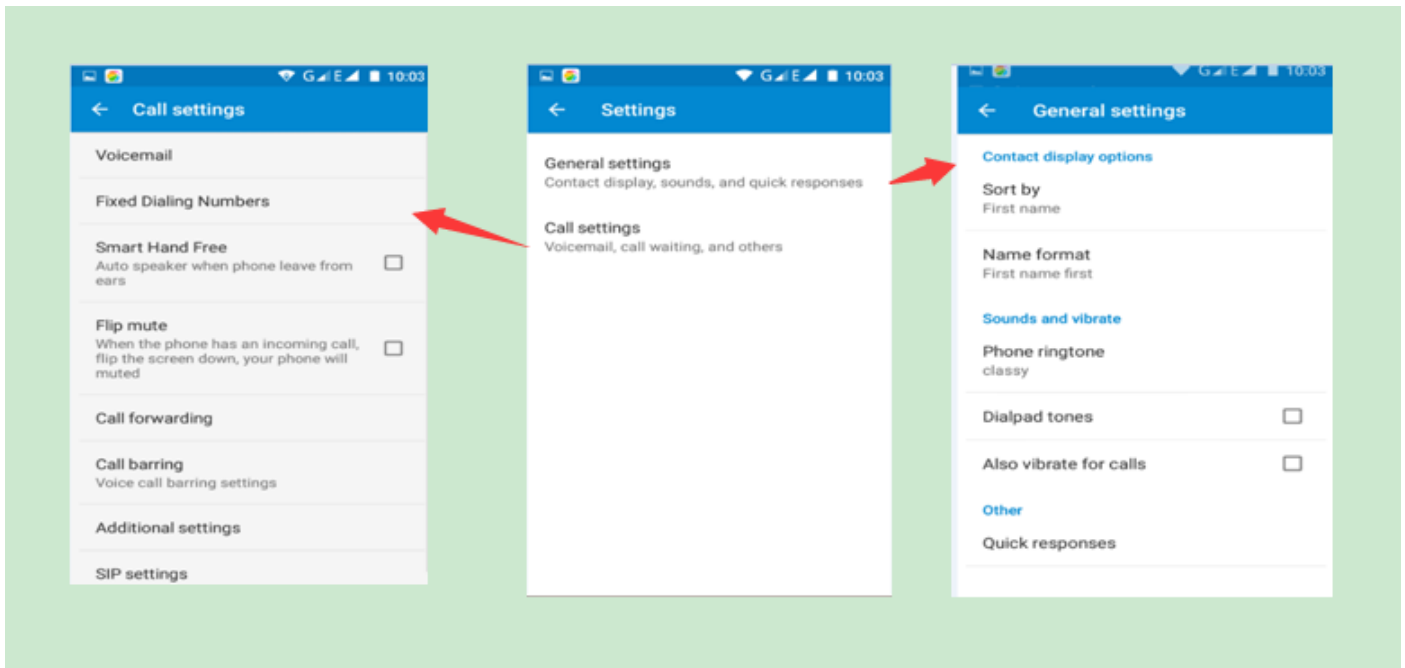 G E 10:03
Call settings
Voicemail
Fixed Dialing Numbers
Smart Hand Free
Auto speaker when phone leave from
ears
Flip mute
When the phone has an incoming call,
flip the screen down, your phone will
muted
Call forwarding
Call barring
Voice call barring settings
Additional settings
SIP settings
G E 10:03
Settings
General settings
Contact display, sounds, and quick responses
Call settings
Voicemail, call waiting, and others
G E 10:03
General settings
Contact display options
Sort by
First name
Name format
First name first
Sounds and vibrate
Phone ringtone
classy
Dialpad tones
Also vibrate for calls
Other
Quick responses